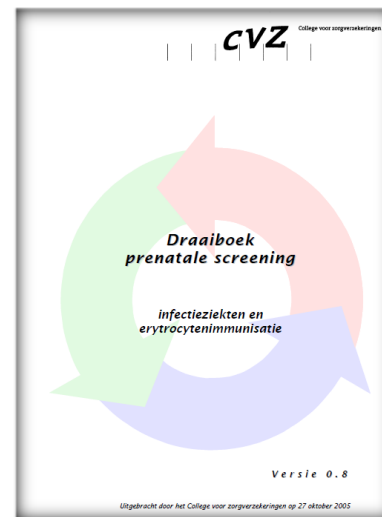 CVZ
College voor zorgverzekeringen
Draaiboek
prenatale screening
infectieziekten en
erytrocytenimmunisatie
Versie 0.8
Uitgebracht door het College voor zorgverzekeringen op 27 oktober 2005